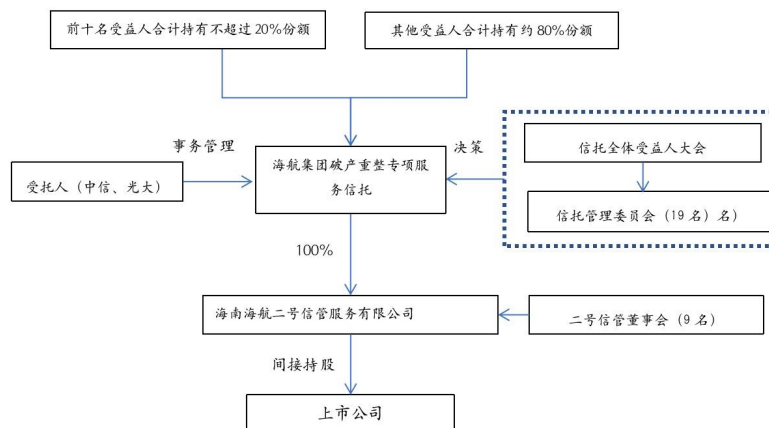 前十名受益人合计持有不超过20%份额
其他受益人合计持有约80%份额
事务管理
决策
信托全体受益人大会
受托人（中信、光大）
海航集团破产重整专项服
务信托
信托管理委员会（19名）名）
100%
海南海航二号信管服务有限公司
二号信管董事会（9名）
间接持股
上市公司